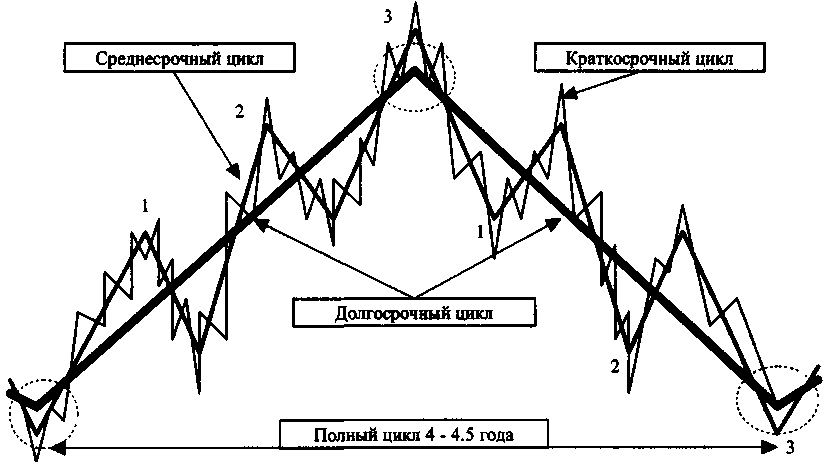 3
Среднесрочный цикл
Краткосрочный цикл
2
1
1
Долгосрочный цикл
2
Полный цикл 4 - 4.5 года
3